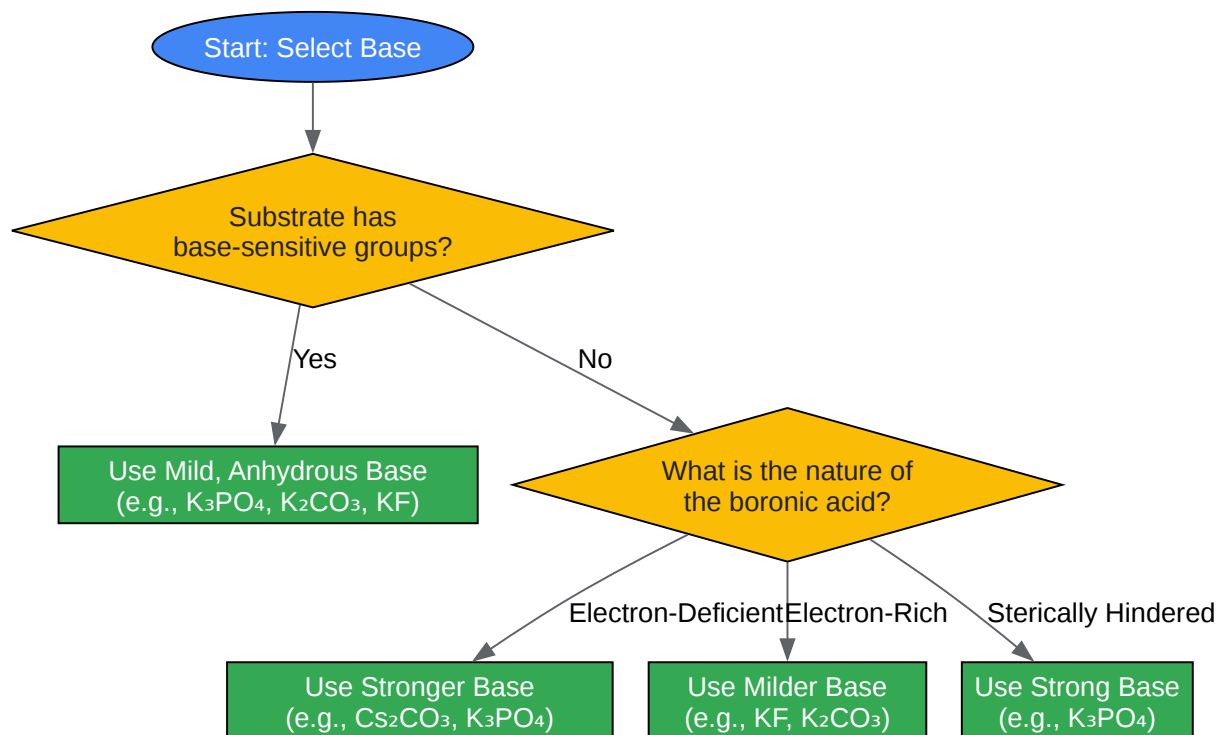 Start: Select Base
Substrate has
base-sensitive groups?
Yes
No
Use Mild, Anhydrous Base
(e.g., K₃PO₄, K₂CO₃, KF)
What is the nature of
the boronic acid?
Electron-Deficient
Electron-Rich
Sterically Hindered
Use Stronger Base
(e.g., Cs₂CO₃, K₃PO₄)
Use Milder Base
(e.g., KF, K₂CO₃)
Use Strong Base
(e.g., K₃PO₄)